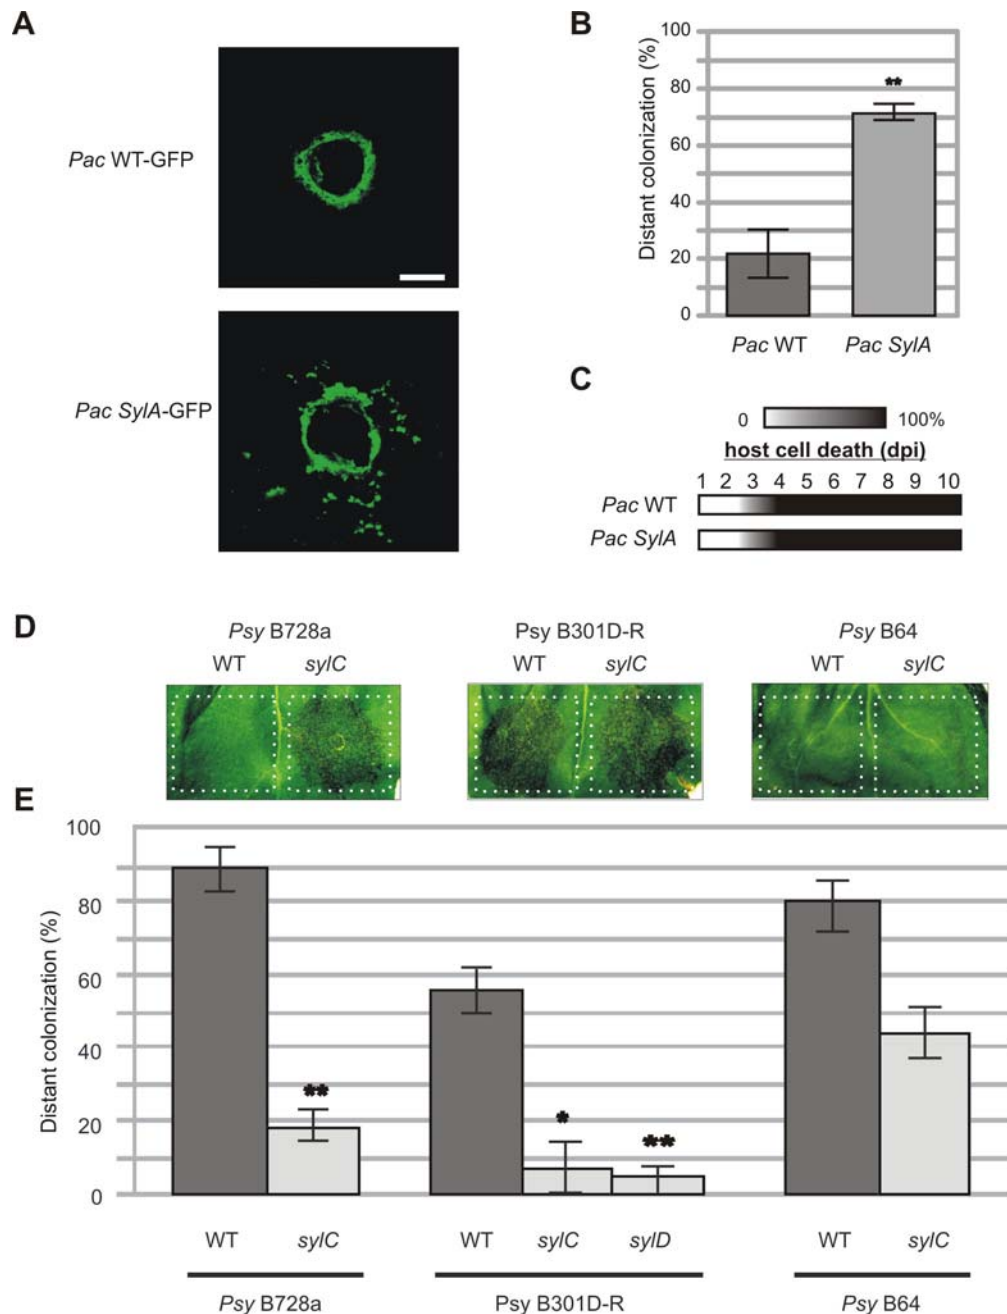 A
Pac WT-GFP
Pac SylA-GFP
B
Distant colonization (%)
100
80
60
40
20
0
**
Pac WT
Pac SylA
C
0 100%
host cell death (dpi)
1 2 3 4 5 6 7 8 9 10
Pac WT
Pac SylA
D
Psy B728a
Psy B301D-R
Psy B64
WT sylC
WT sylC
WT sylC
E
Distant colonization (%)
100
80
60
40
20
0
**
*
**
WT sylC
WT sylC sylD
WT sylC
Psy B728a
Psy B301D-R
Psy B64